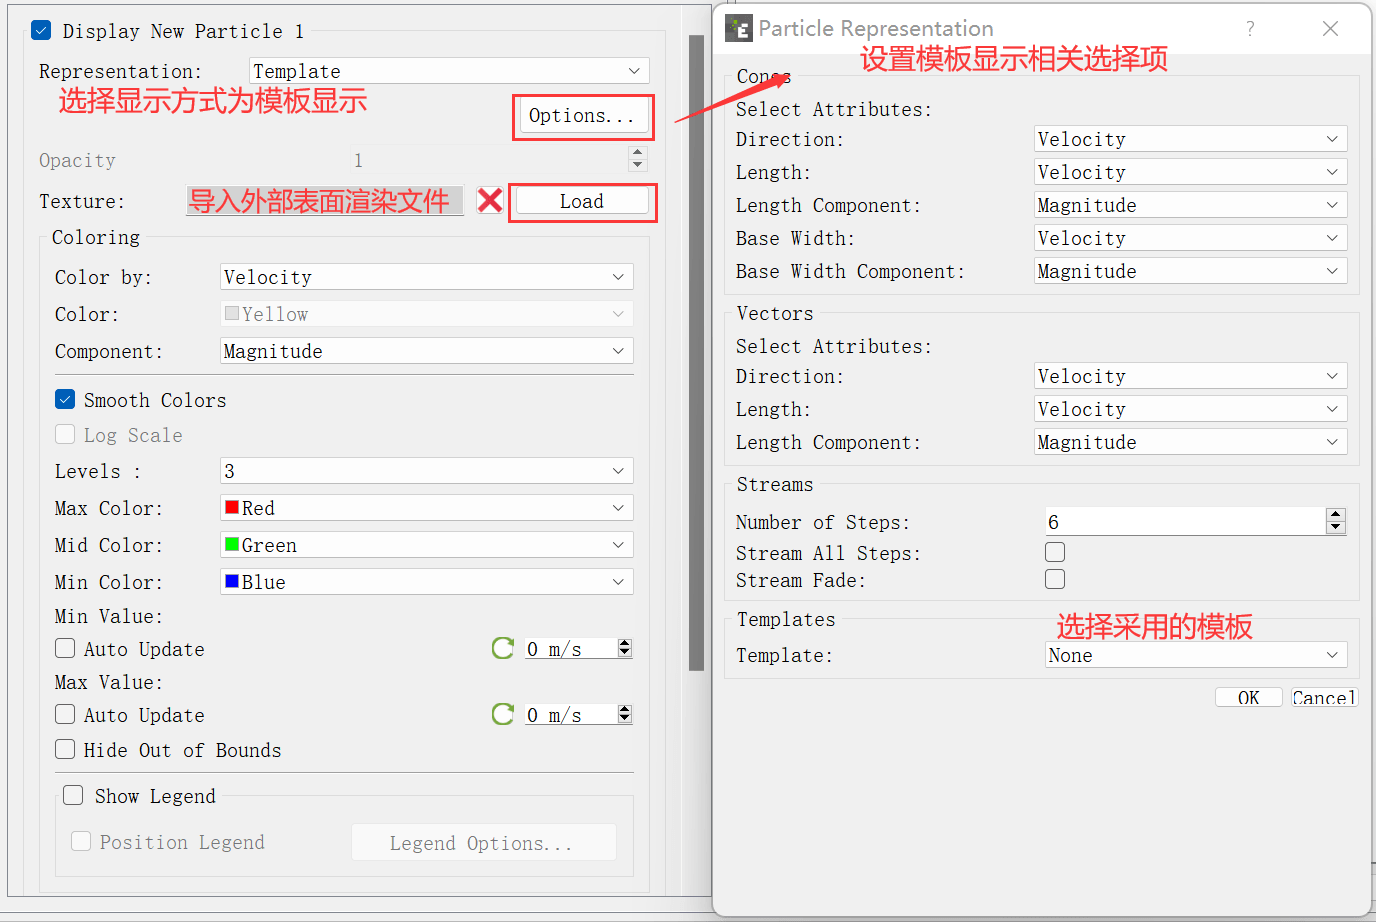 Display New Particle 1
Representation: Template
选择显示方式为模板显示
Options...
Opacity 1
Texture: 导入外部表面渲染文件 Load
Coloring
Color by: Velocity
Color: Yellow
Component: Magnitude
Smooth Colors
Log Scale
Levels : 3
Max Color: Red
Mid Color: Green
Min Color: Blue
Min Value:
Auto Update 0 m/s
Max Value:
Auto Update 0 m/s
Hide Out of Bounds
Show Legend
Position Legend Legend Options...
Particle Representation ?
设置模板显示相关选择项
Cones
Select Attributes:
Direction: Velocity
Length: Velocity
Length Component: Magnitude
Base Width: Velocity
Base Width Component: Magnitude
Vectors
Select Attributes:
Direction: Velocity
Length: Velocity
Length Component: Magnitude
Streams
Number of Steps: 6
Stream All Steps:
Stream Fade:
Templates
选择采用的模板
Template: None
OK Cancel